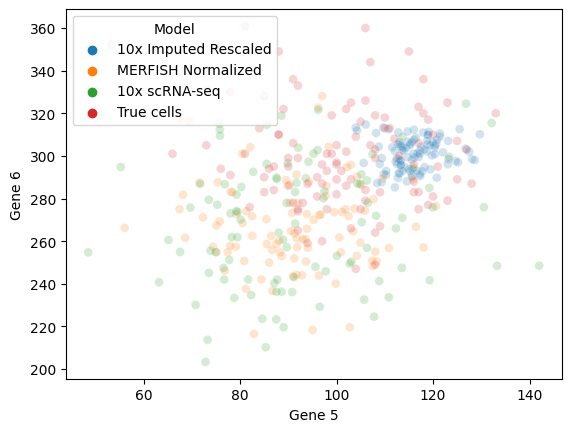 Model
10x Imputed Rescaled
MERFISH Normalized
10x scRNA-seq
True cells
360
340
320
300
280
260
240
220
200
Gene 6
60
80
100
120
140
Gene 5